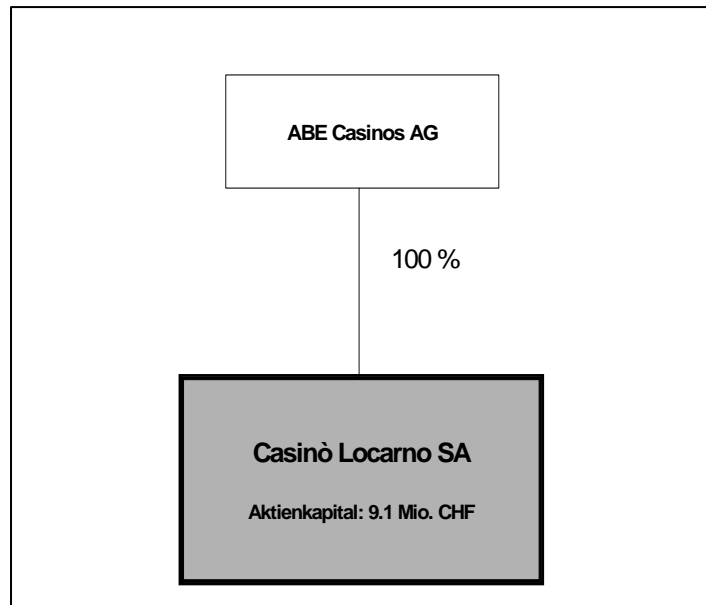 ABE Casinos AG
100 %
Casinò Locarno SA
Aktienkapital: 9.1 Mio. CHF